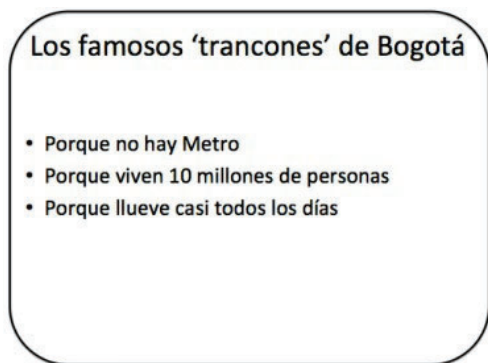 Los famosos ‘trancones’ de Bogotá
• Porque no hay Metro
• Porque viven 10 millones de personas
• Porque llueve casi todos los días